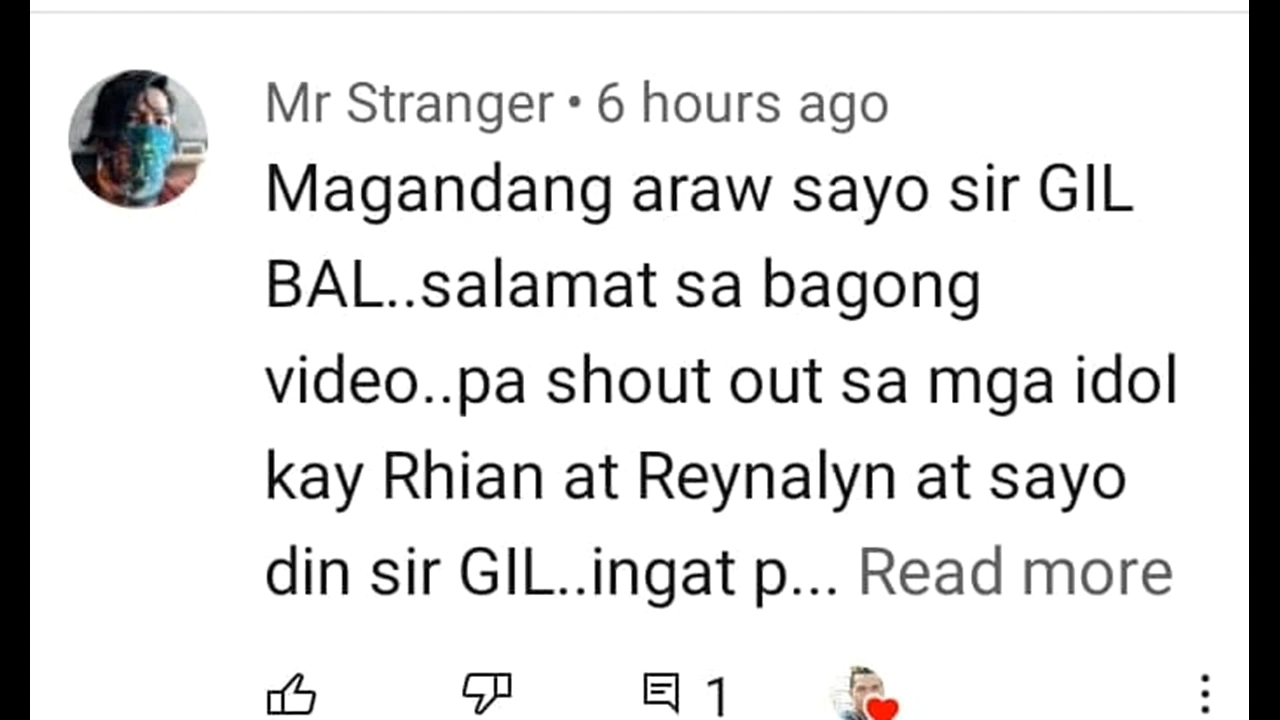 Mr Stranger • 6 hours ago
Magandang araw sayo sir GIL
BAL..salamat sa bagong
video..pa shout out sa mga idol
kay Rhian at Reynalyn at sayo
din sir GIL..ingat p... Read more
1